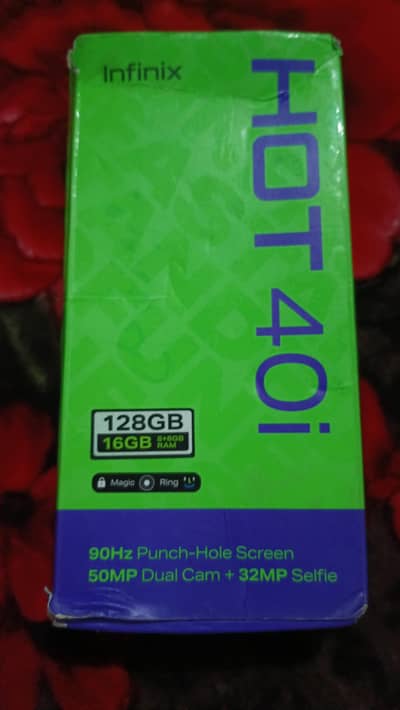 Infinix
HOT 40i
128GB
16GB 8+8GB RAM
Magic Ring
90Hz Punch-Hole Screen
50MP Dual Cam + 32MP Selfie